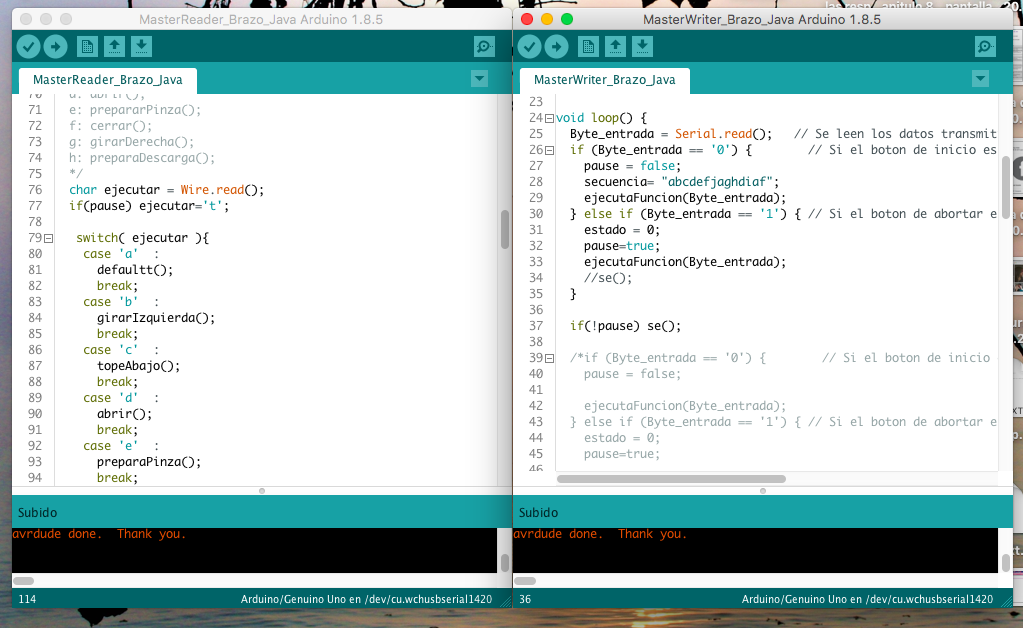 MasterReader_Brazo_Java Arduino 1.8.5
MasterReader_Brazo_Java
70 d: abrir();
71 e: prepararPinza();
72 f: cerrar();
73 g: girarDerecha();
74 h: preparaDescarga();
75 */
76 char ejecutar = Wire.read();
77 if(pause) ejecutar='t';
78
79 switch( ejecutar ){
80 case 'a' :
81 defaultt();
82 break;
83 case 'b' :
84 girarIzquierda();
85 break;
86 case 'c' :
87 topeAbajo();
88 break;
89 case 'd' :
90 abrir();
91 break;
92 case 'e' :
93 preparaPinza();
94 break;
Subido
avrdude done.  Thank you.
114
Arduino/Genuino Uno en /dev/cu.wchusbserial1420
MasterWriter_Brazo_Java Arduino 1.8.5
MasterWriter_Brazo_Java
23
24 void loop() {
25 Byte_entrada = Serial.read();   // Se leen los datos transmit
26 if (Byte_entrada == '0') {        // Si el boton de inicio es
27 pause = false;
28 secuencia= "abcdefjaghdiaf";
29 ejecutaFuncion(Byte_entrada);
30 } else if (Byte_entrada == '1') { // Si el boton de abortar e
31 estado = 0;
32 pause=true;
33 ejecutaFuncion(Byte_entrada);
34 //se();
35 }
36
37 if(!pause) se();
38
39 /*if (Byte_entrada == '0') {        // Si el boton de inicio
40 pause = false;
41
42 ejecutaFuncion(Byte_entrada);
43 } else if (Byte_entrada == '1') { // Si el boton de abortar e
44 estado = 0;
45 pause=true;
46
Subido
avrdude done.  Thank you.
36
Arduino/Genuino Uno en /dev/cu.wchusbserial1420